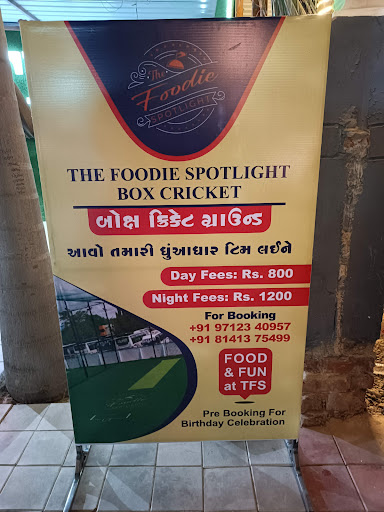 The
Foodie
SPOTLIGHT
THE FOODIE SPOTLIGHT
BOX CRICKET
બોક્ષ ક્રિકેટ ગ્રાઉન્ડ
આવો તમારી ધુંઆધાર ટિમ લઈને
Day Fees: Rs. 800
Night Fees: Rs. 1200
For Booking
+91 97123 40957
+91 81413 75499
FOOD
& FUN
at TFS
Pre Booking For
Birthday Celebration